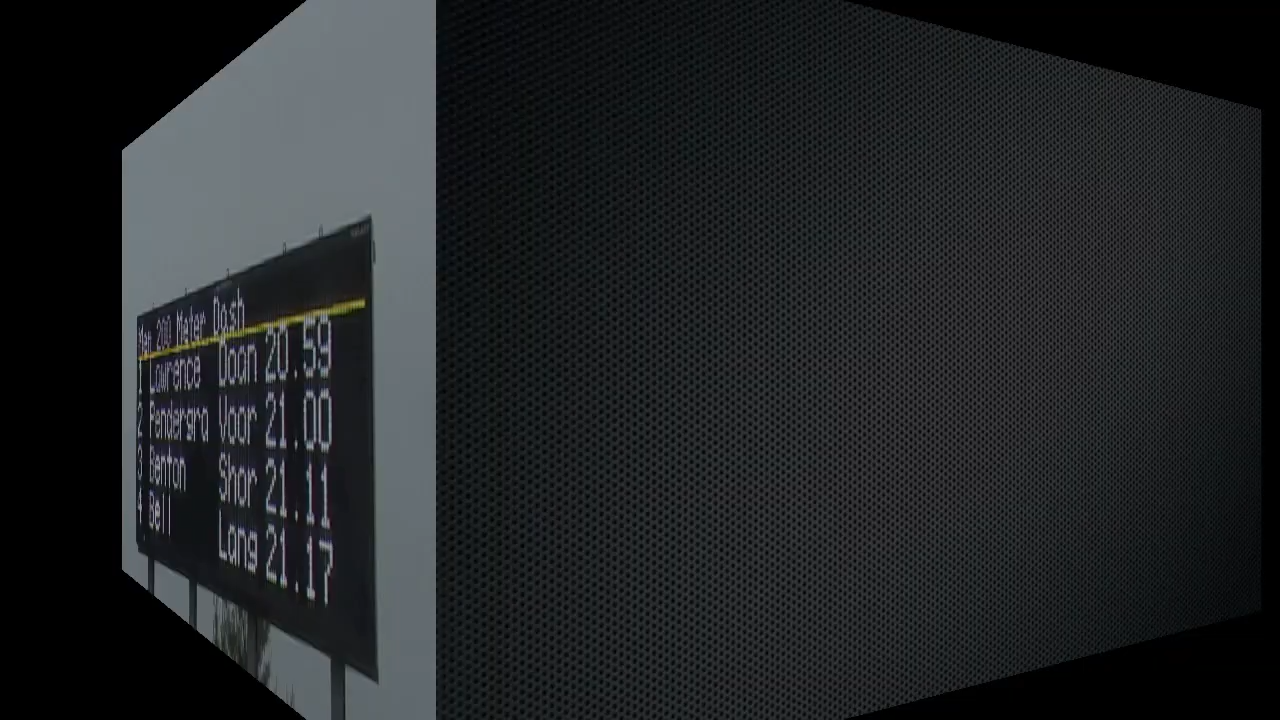 Men 200 Meter Dash
1 Lawrence Doan 20.59
2 Pendergra Voor 21.00
3 Benton Shor 21.11
4 Bell Lang 21.17